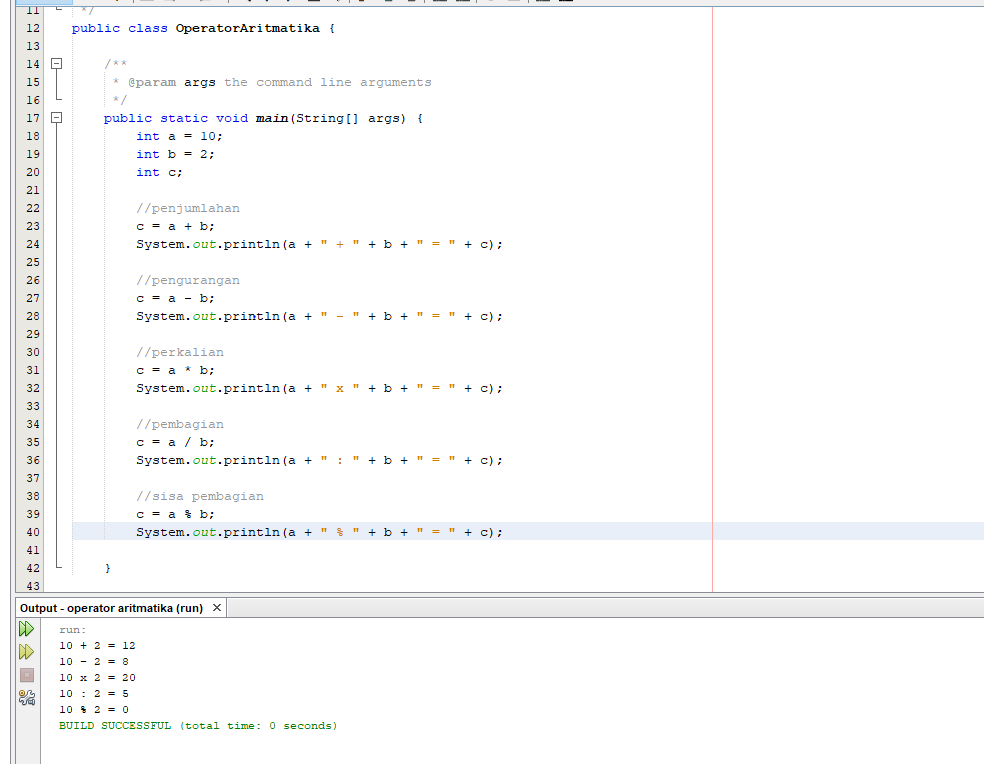 11 */
12 public class OperatorAritmatika {
13
14 /**
15 * @param args the command line arguments
16 */
17 public static void main(String[] args) {
18 int a = 10;
19 int b = 2;
20 int c;
21
22 //penjumlahan
23 c = a + b;
24 System.out.println(a + " + " + b + " = " + c);
25
26 //pengurangan
27 c = a - b;
28 System.out.println(a + " - " + b + " = " + c);
29
30 //perkalian
31 c = a * b;
32 System.out.println(a + " x " + b + " = " + c);
33
34 //pembagian
35 c = a / b;
36 System.out.println(a + " : " + b + " = " + c);
37
38 //sisa pembagian
39 c = a % b;
40 System.out.println(a + " % " + b + " = " + c);
41
42 }
43
Output - operator aritmatika (run) ×
run:
10 + 2 = 12
10 - 2 = 8
10 x 2 = 20
10 : 2 = 5
10 % 2 = 0
BUILD SUCCESSFUL (total time: 0 seconds)